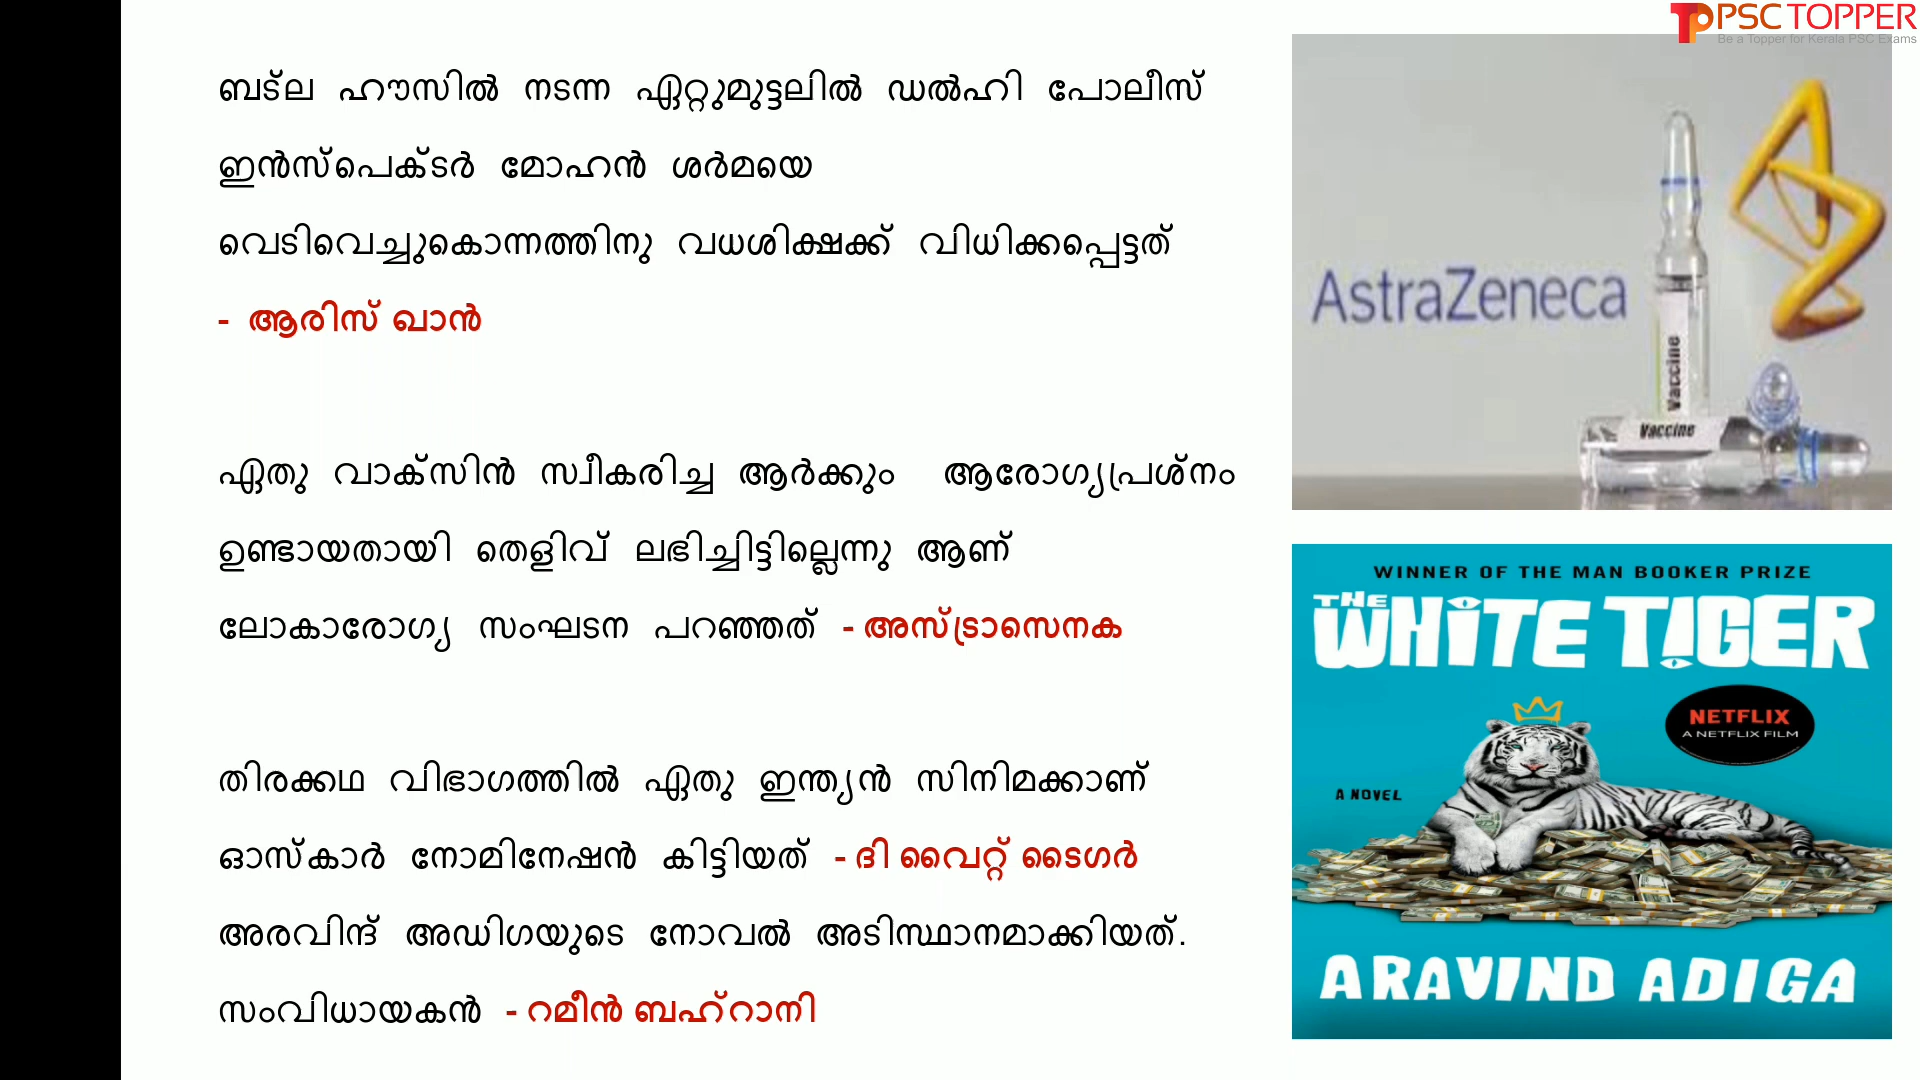 PSC TOPPER
Be a Topper for Kerala PSC Exams
ബട്ല ഹൗസിൽ നടന്ന ഏറ്റുമുട്ടലിൽ ഡൽഹി പോലീസ്
ഇൻസ്പെക്ടർ മോഹൻ ശർമയെ
വെടിവെച്ചുകൊന്നത്തിനു വധശിക്ഷക്ക് വിധിക്കപ്പെട്ടത്
- ആരിസ് ഖാൻ
ഏതു വാക്സിൻ സ്വീകരിച്ച ആർക്കും ആരോഗ്യപ്രശ്നം
ഉണ്ടായതായി തെളിവ് ലഭിച്ചിട്ടില്ലെന്നു ആണ്
ലോകാരോഗ്യ സംഘടന പറഞ്ഞത് - അസ്ട്രാസെനക
തിരക്കഥ വിഭാഗത്തിൽ ഏതു ഇന്ത്യൻ സിനിമക്കാണ്
ഓസ്കാർ നോമിനേഷൻ കിട്ടിയത് - ദി വൈറ്റ് ടൈഗർ
അരവിന്ദ് അഡിഗയുടെ നോവൽ അടിസ്ഥാനമാക്കിയത്.
സംവിധായകൻ - റമീൻ ബഹ്റാനി
AstraZeneca
Vaccine
Vaccine
WINNER OF THE MAN BOOKER PRIZE
THE
WHITE TIGER
NETFLIX
A NETFLIX FILM
A NOVEL
ARAVIND ADIGA